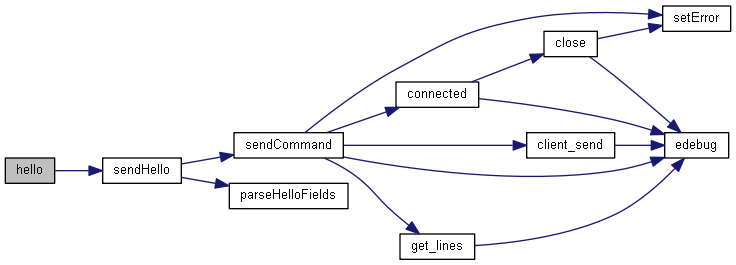 hello
sendHello
sendCommand
parseHelloFields
connected
client_send
get_lines
close
setError
edebug